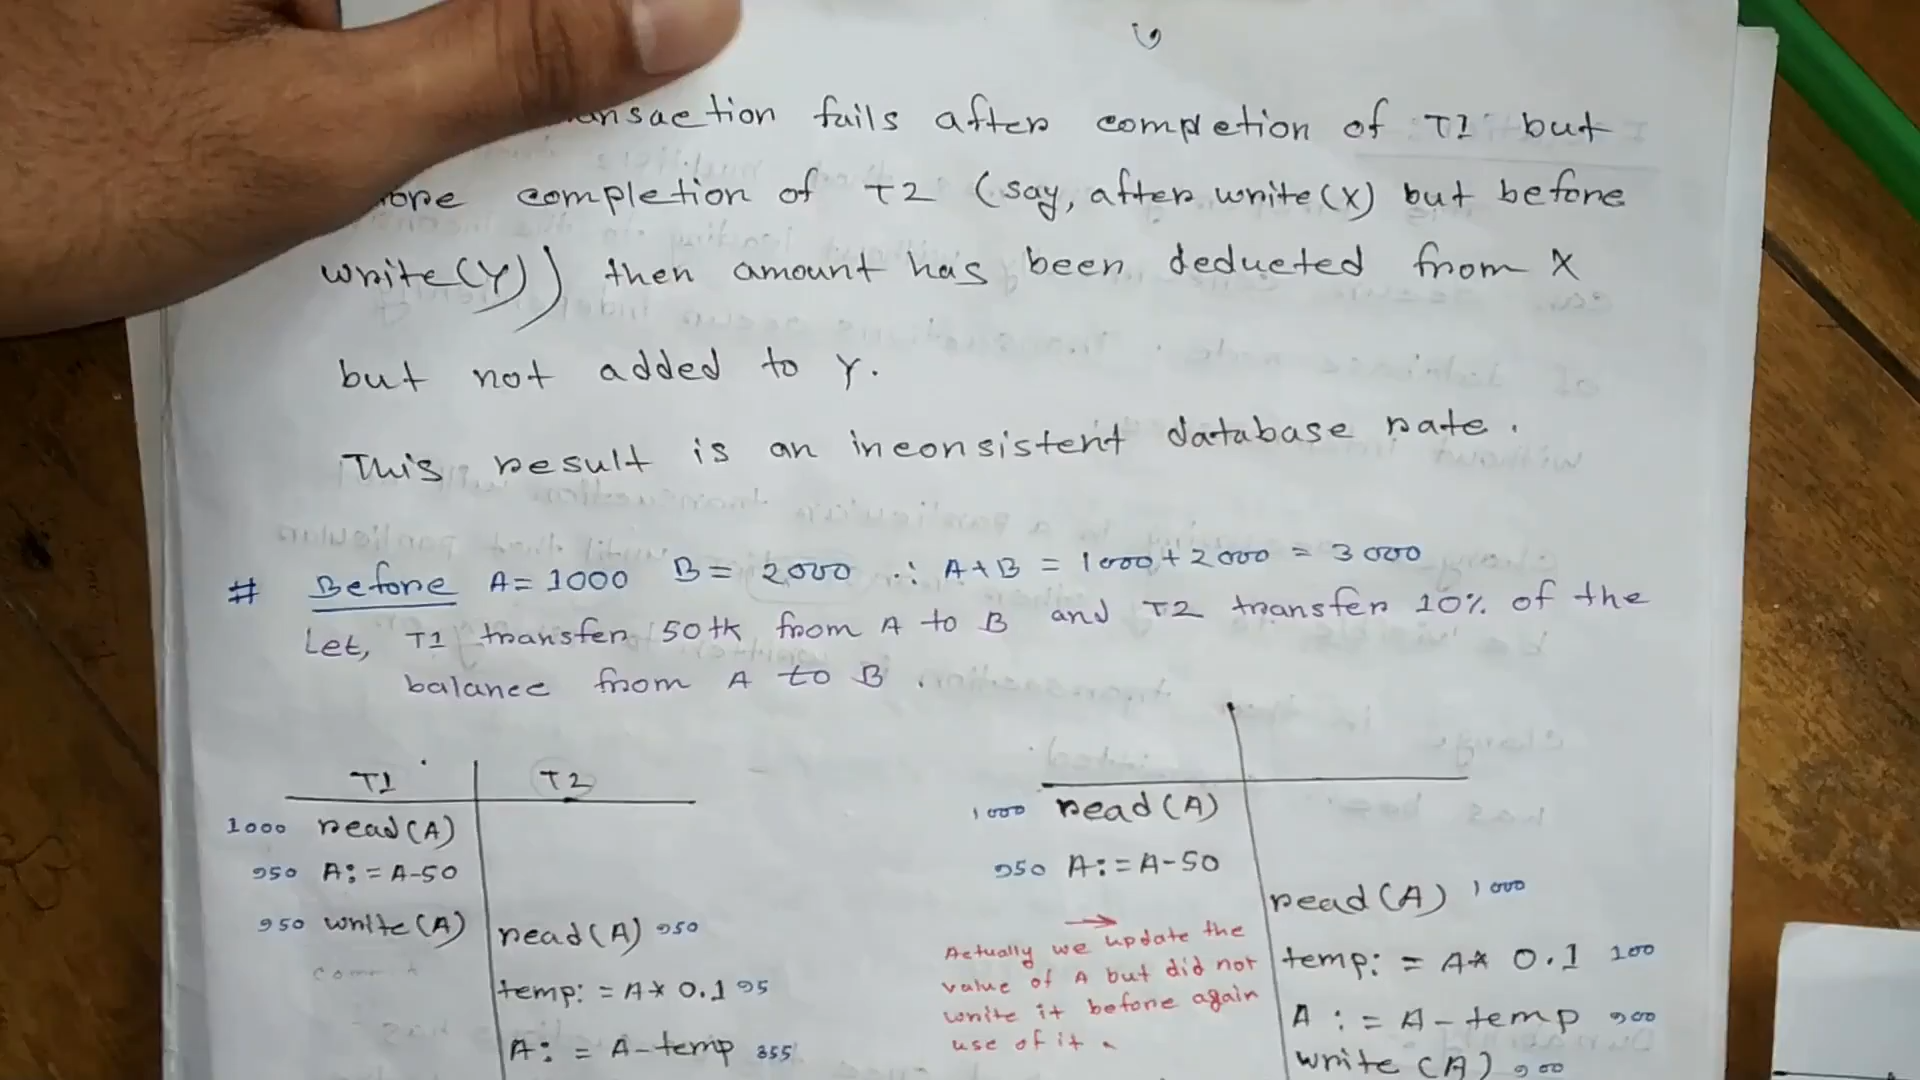 fails after completion of T1 but
completion of T2 (say, after write(X) but before
write(Y)) then amount has been deducted from X
but not added to Y.
This result is an inconsistent database rate.
# Before A= 1000 B= 2000 ∴ A+B = 1000+2000 = 3000
Let, T1 transfer 50tk from A to B and T2 transfer 10% of the
balance from A to B.
T1 T2
1000 read(A)
950 A:=A-50
950 write(A)
read(A) 950
temp:=A*0.1 95
A:=A-temp 855
1000 read(A)
950 A:=A-50
read(A) 1000
temp:=A*0.1 100
A:=A-temp 900
write(A) 900
→
Actually we update the
value of A but did not
write it before again
use of it.